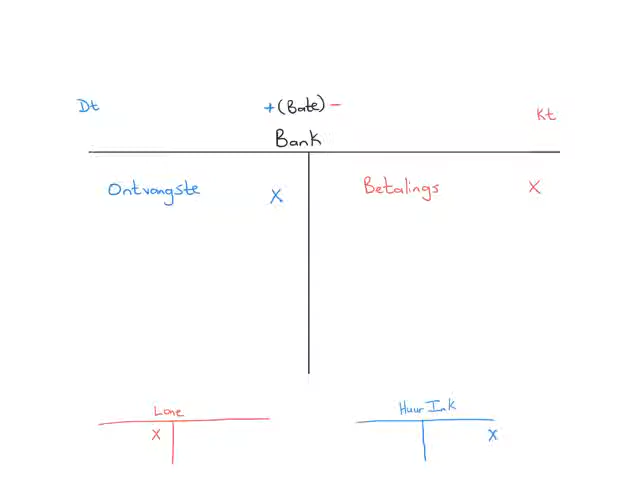 Dt + (Bate) - Kt
Bank
Ontvangste X Betalings X
Lone Huur Ink
X X